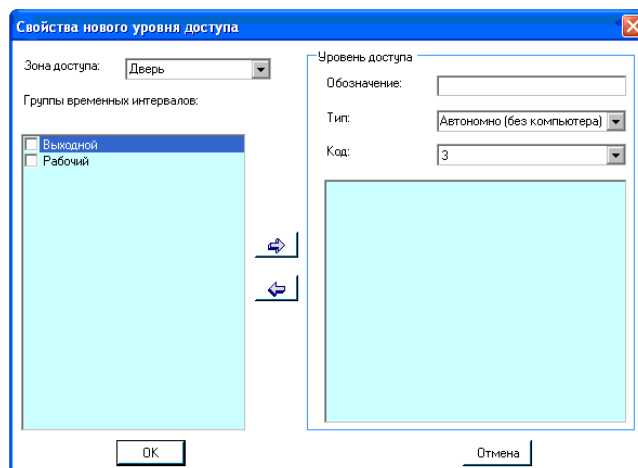 Свойства нового уровня доступа
Зона доступа:
Дверь
Группы временных интервалов:
Выходной
Рабочий
Уровень доступа
Обозначение:
Тип:
Автономно (без компьютера)
Код:
3
OK
Отмена